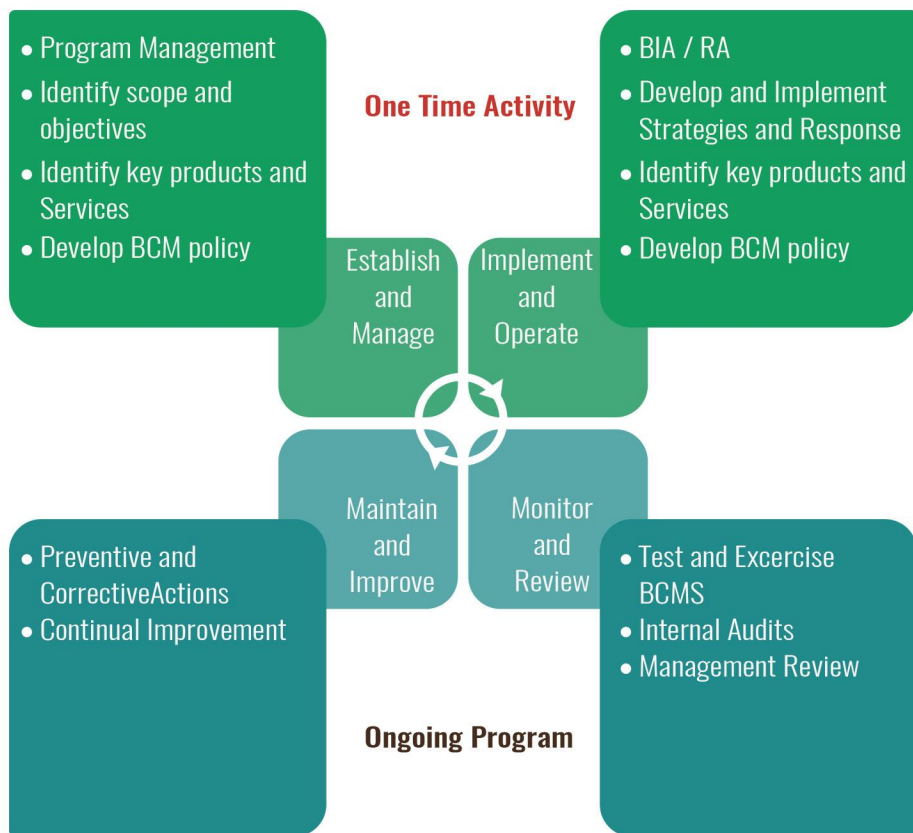 • Program Management
• Identify scope and
objectives
• Identify key products and
Services
• Develop BCM policy
One Time Activity
• BIA / RA
• Develop and Implement
Strategies and Response
• Identify key products and
Services
• Develop BCM policy
Establish
and
Manage
Implement
and
Operate
Maintain
and
Improve
Monitor
and
Review
• Preventive and
CorrectiveActions
• Continual Improvement
• Test and Excercise
BCMS
• Internal Audits
• Management Review
Ongoing Program